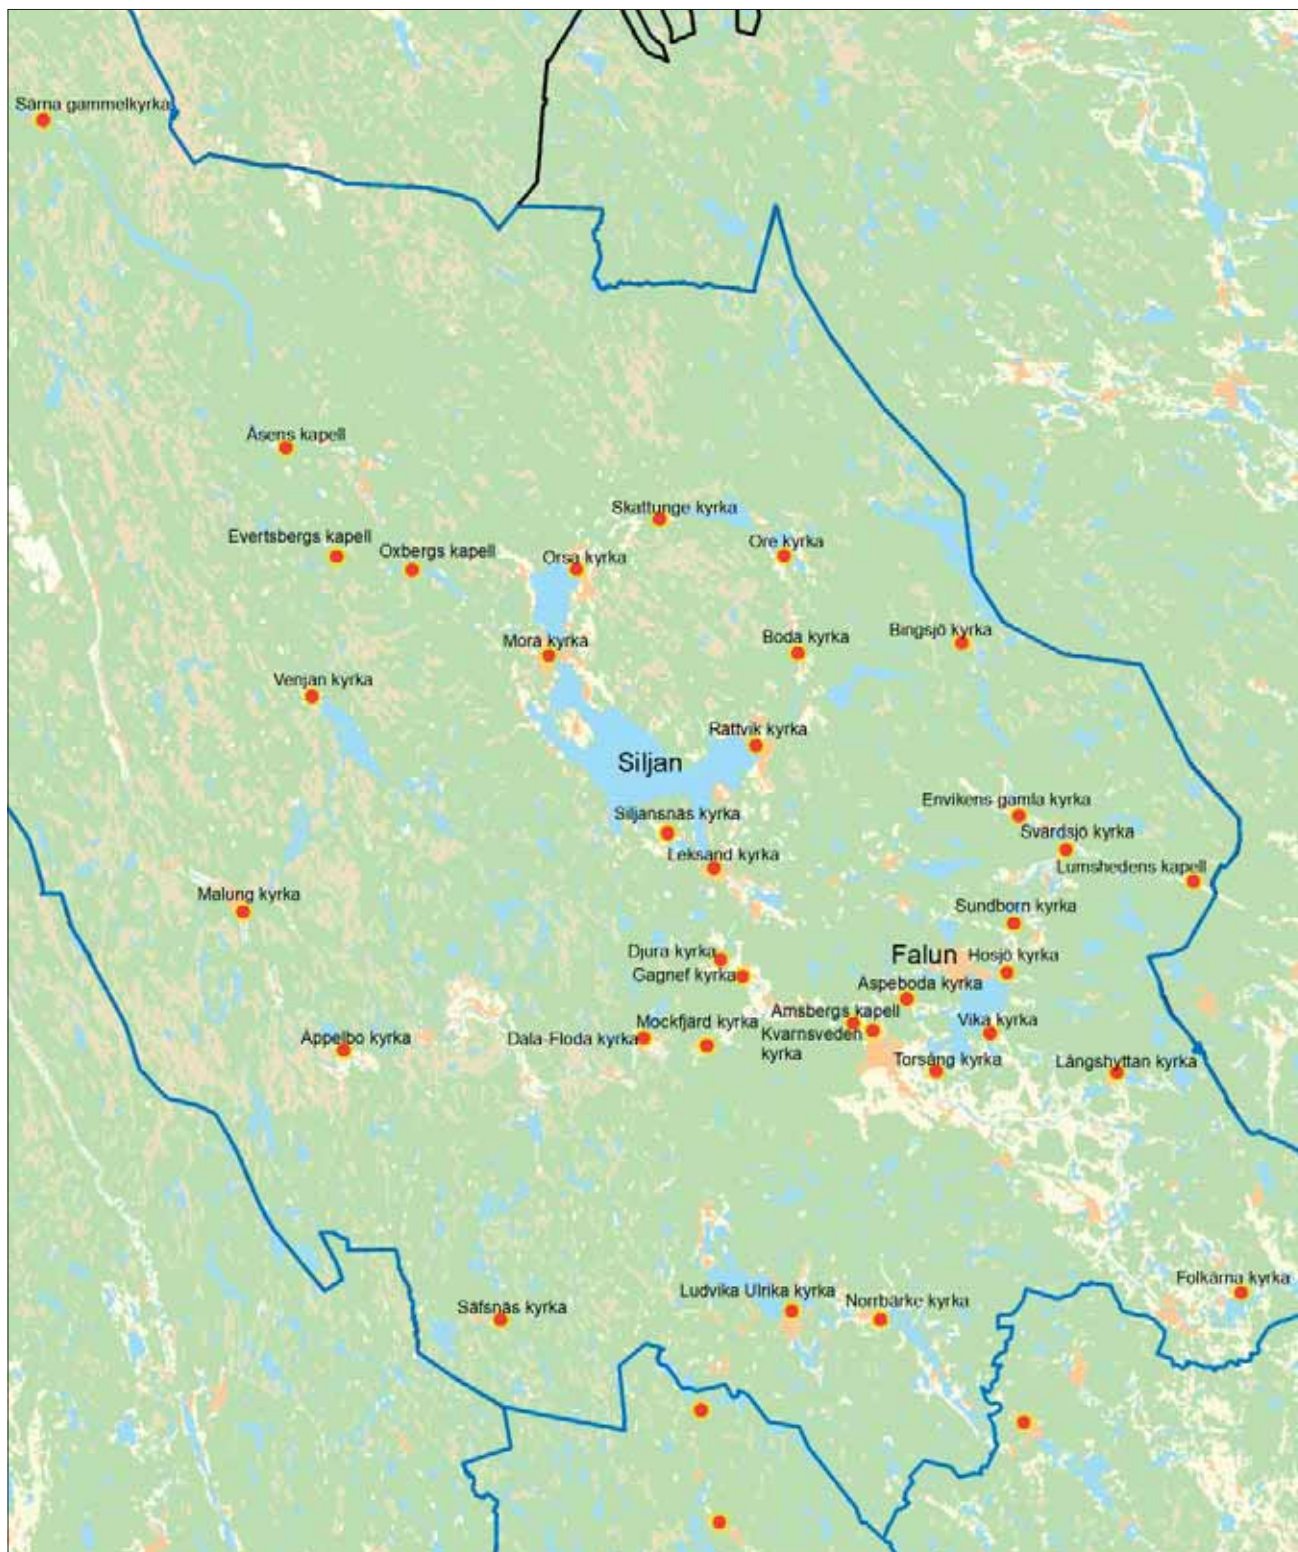 Särna gammelkyrka
Åsens kapell
Skattunge kyrka
Evertsbergs kapell
Oxbergs kapell
Orsa kyrka
Ore kyrka
Mora kyrka
Boda kyrka
Bingsjö kyrka
Venjan kyrka
Rättvik kyrka
Siljan
Siljansnäs kyrka
Envikens gamla kyrka
Svärdsjö kyrka
Leksand kyrka
Lumshedens kapell
Malung kyrka
Sundborn kyrka
Djura kyrka
Falun
Hosjö kyrka
Gagnef kyrka
Aspeboda kyrka
Amsbergs kapell
Mockfjärd kyrka
Vika kyrka
Äppelbo kyrka
Dala-Floda kyrka
Kvarnsveden
kyrka
Torsång kyrka
Långshyttan kyrka
Folkärna kyrka
Ludvika Ulrika kyrka
Norrbärke kyrka
Säfsnäs kyrka